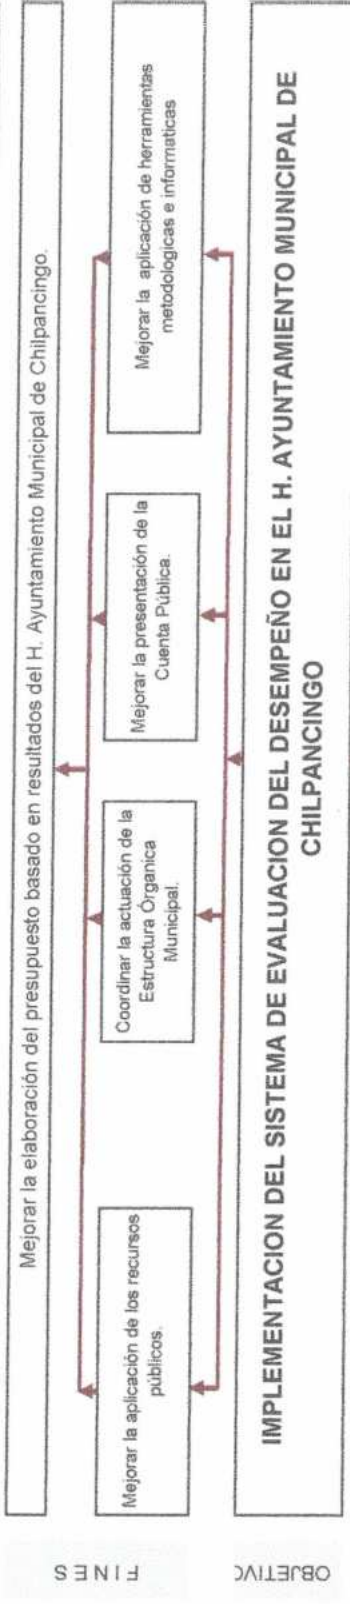 FINES
Mejorar la elaboración del presupuesto basado en resultados del H. Ayuntamiento Municipal de Chilpancingo.
Mejorar la aplicación de los recursos
públicos.
Coordinar la actuación de la
Estructura Órganica
Municipal.
Mejorar la presentación de la
Cuenta Pública.
Mejorar la aplicación de herramientas
metodologicas e informaticas
OBJETIVO
IMPLEMENTACION DEL SISTEMA DE EVALUACION DEL DESEMPEÑO EN EL H. AYUNTAMIENTO MUNICIPAL DE
CHILPANCINGO